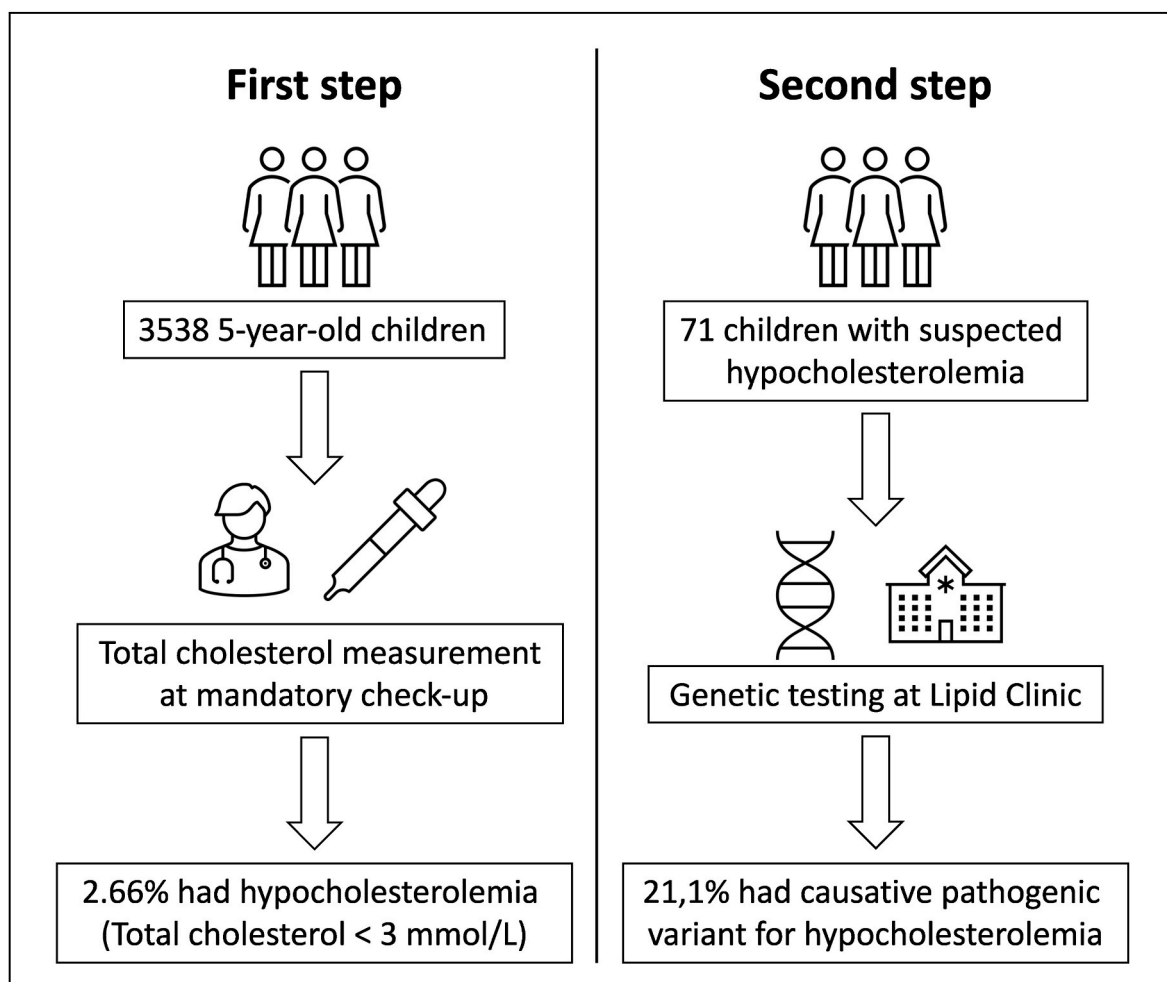 First step
3538 5-year-old children
Total cholesterol measurement
at mandatory check-up
2.66% had hypocholesterolemia
(Total cholesterol < 3 mmol/L)
Second step
71 children with suspected
hypocholesterolemia
Genetic testing at Lipid Clinic
21,1% had causative pathogenic
variant for hypocholesterolemia